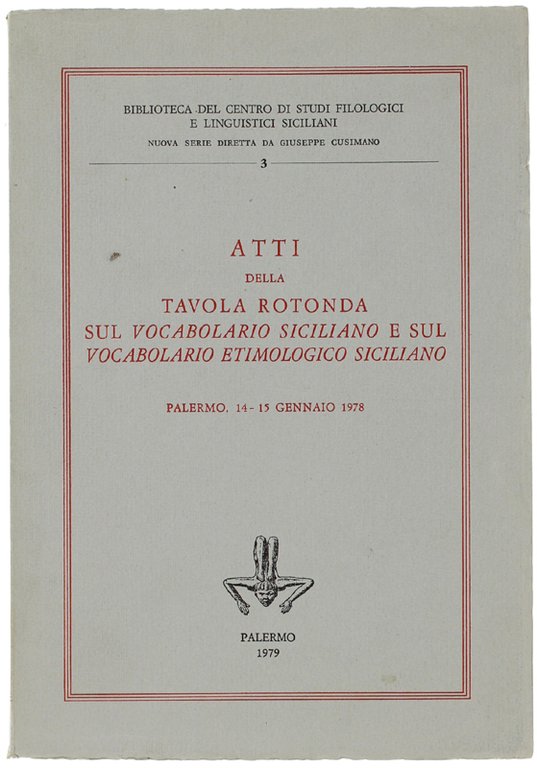 BIBLIOTECA DEL CENTRO DI STUDI FILOLOGICI
E LINGUISTICI SICILIANI
NUOVA SERIE DIRETTA DA GIUSEPPE CUSIMANO
3
ATTI
DELLA
TAVOLA ROTONDA
SUL VOCABOLARIO SICILIANO E SUL
VOCABOLARIO ETIMOLOGICO SICILIANO
PALERMO, 14-15 GENNAIO 1978
PALERMO
1979